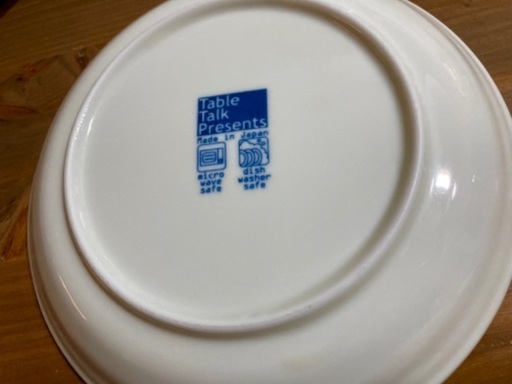 Table
Talk
Presents
Made in Japan
micro
wave
safe
dish
washer
safe